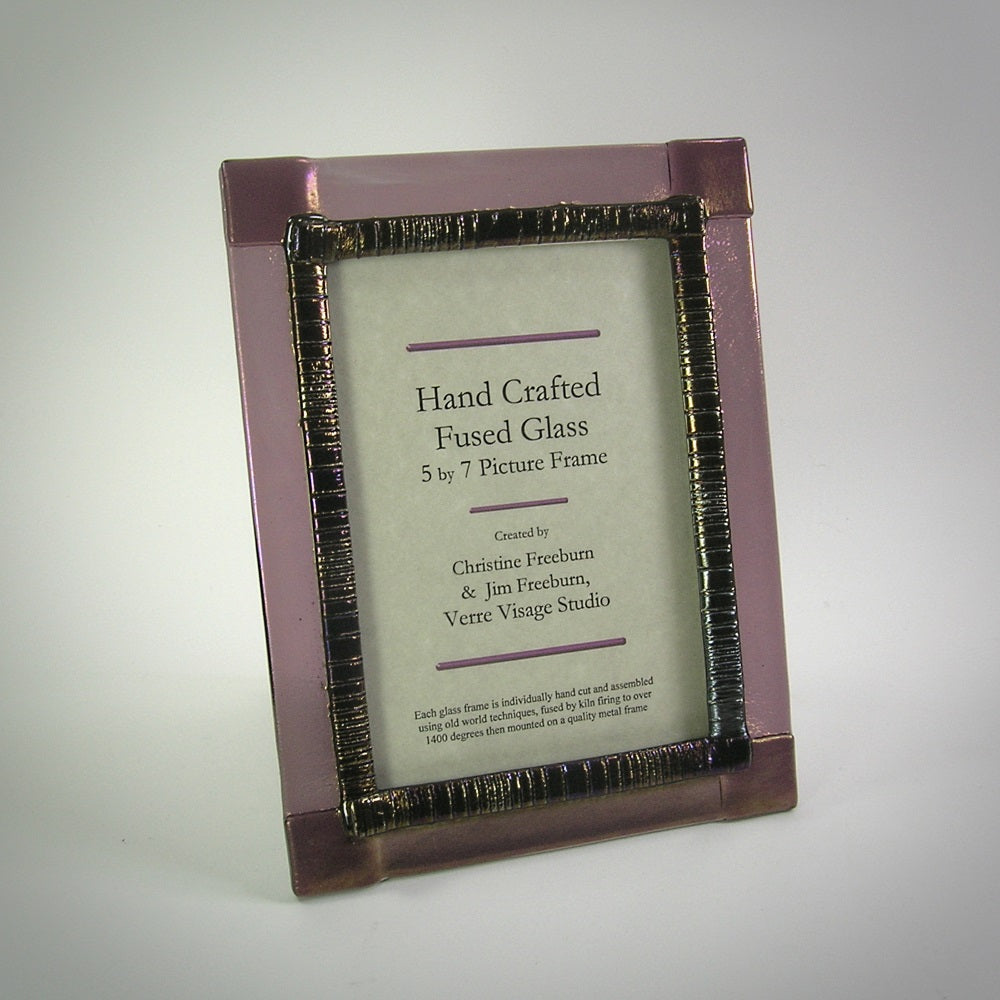 Hand Crafted
Fused Glass
5 by 7 Picture Frame
Created by
Christine Freeburn
& Jim Freeburn,
Verre Visage Studio
Each glass frame is individually hand cut and assembled
using old world techniques, fused by kiln firing to over
1400 degrees then mounted on a quality metal frame